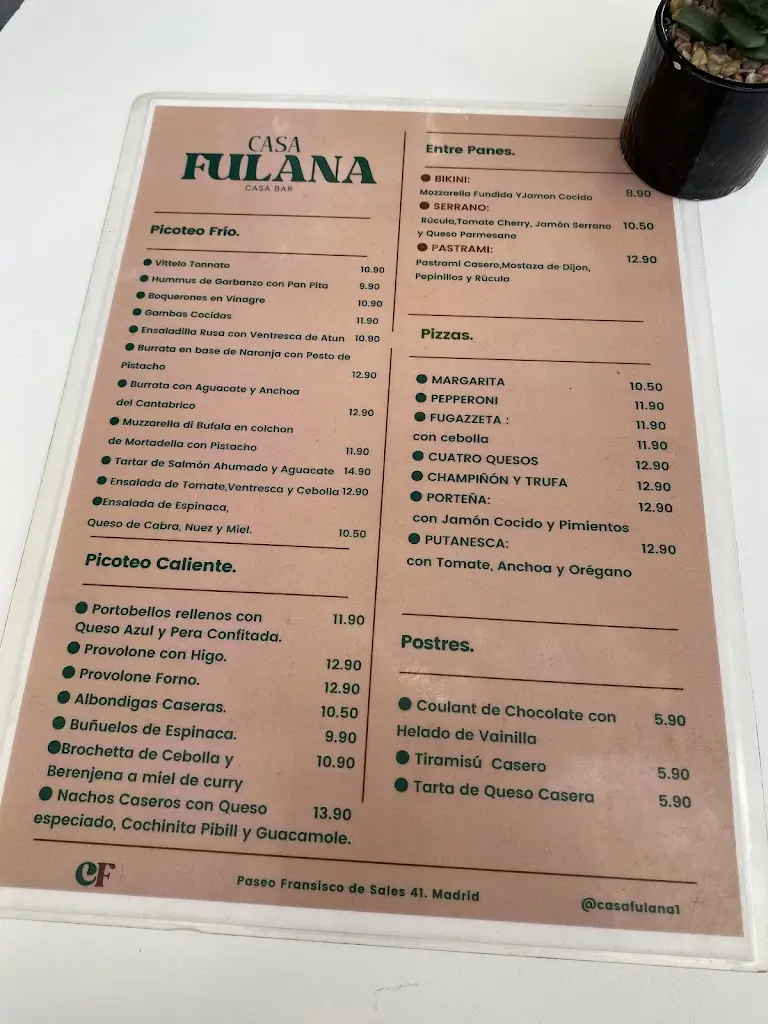 CASA
FULANA
CASA BAR
Picoteo Frío.
● Vittelo Tonnato 10.90
● Hummus de Garbanzo con Pan Pita 9.90
● Boquerones en Vinagre 10.90
● Gambas Cocidas 11.90
● Ensaladilla Rusa con Ventresca de Atun 10.90
● Burrata en base de Naranja con Pesto de
Pistacho 12.90
● Burrata con Aguacate y Anchoa
del Cantabrico 12.90
● Muzzarella di Bufala en colchon
de Mortadella con Pistacho 11.90
● Tartar de Salmón Ahumado y Aguacate 14.90
● Ensalada de Tomate,Ventresca y Cebolla 12.90
●Ensalada de Espinaca,
Queso de Cabra, Nuez y Miel. 10.50
Picoteo Caliente.
● Portobellos rellenos con 11.90
Queso Azul y Pera Confitada.
● Provolone con Higo. 12.90
● Provolone Forno. 12.90
● Albondigas Caseras. 10.50
● Buñuelos de Espinaca. 9.90
●Brochetta de Cebolla y 10.90
Berenjena a miel de curry
● Nachos Caseros con Queso 13.90
especiado, Cochinita Pibill y Guacamole.
Entre Panes.
● BIKINI:
Mozzarella Fundida YJamon Cocido 8.90
● SERRANO:
Rúcula,Tomate Cherry, Jamón Serrano 10.50
y Queso Parmesano
● PASTRAMI: 12.90
Pastrami Casero,Mostaza de Dijon,
Pepinillos y Rúcula
Pizzas.
● MARGARITA 10.50
● PEPPERONI 11.90
● FUGAZZETA : 11.90
con cebolla 11.90
● CUATRO QUESOS 12.90
● CHAMPIÑÓN Y TRUFA 12.90
● PORTEÑA: 12.90
con Jamón Cocido y Pimientos
● PUTANESCA: 12.90
con Tomate, Anchoa y Orégano
Postres.
● Coulant de Chocolate con 5.90
Helado de Vainilla
● Tiramisú Casero 5.90
● Tarta de Queso Casera 5.90
CF
Paseo Fransisco de Sales 41. Madrid
@casafulana1